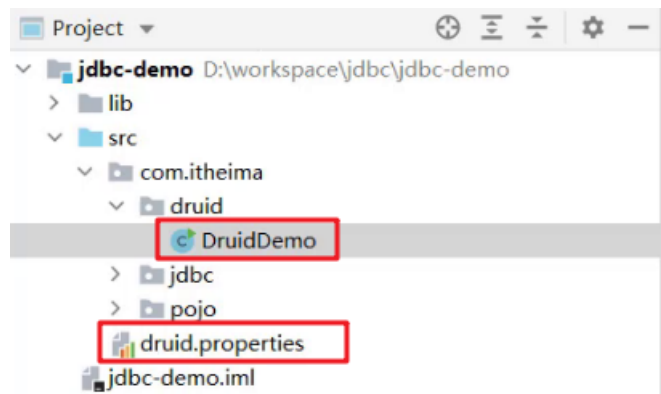 Project
jdbc-demo D:\workspace\jdbc\jdbc-demo
lib
src
com.itheima
druid
DruidDemo
jdbc
pojo
druid.properties
jdbc-demo.iml